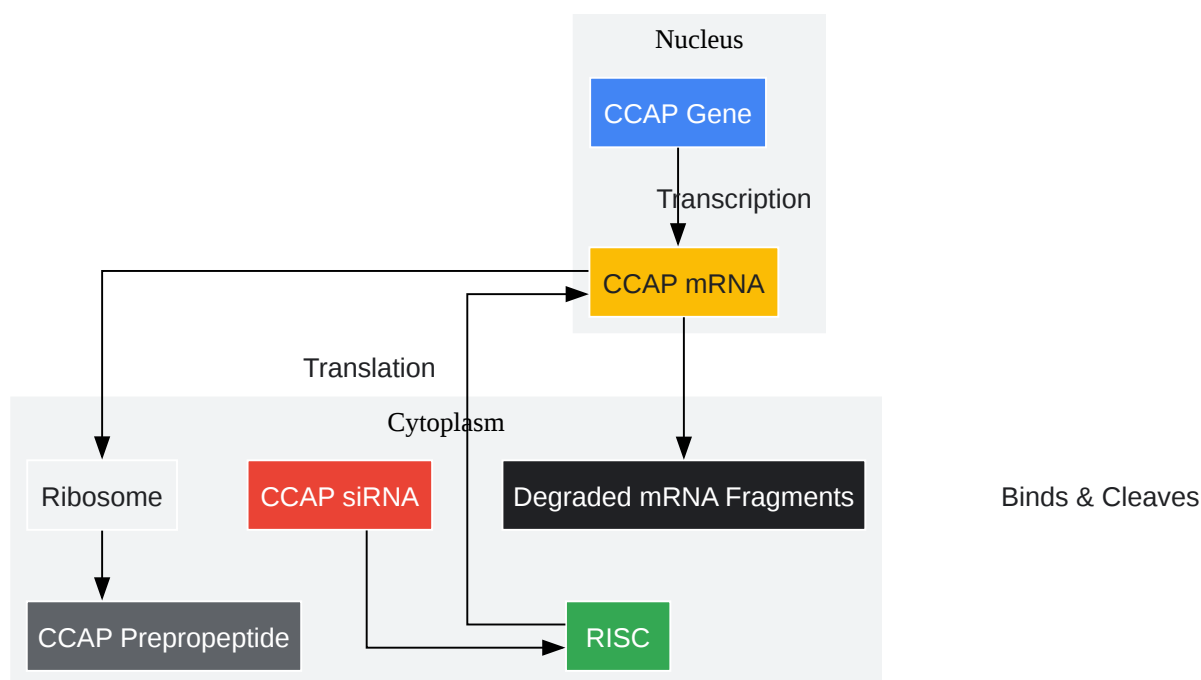 Nucleus
CCAP Gene
Transcription
CCAP mRNA
Translation
Cytoplasm
Ribosome
CCAP siRNA
Degraded mRNA Fragments
Binds & Cleaves
CCAP Prepropeptide
RISC